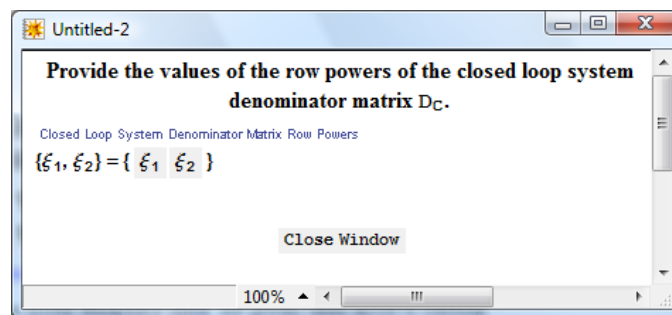 Untitled-2
Provide the values of the row powers of the closed loop system
denominator matrix D_C.
Closed Loop System Denominator Matrix Row Powers
{ξ₁, ξ₂} = { ξ₁ ξ₂ }
Close Window
100%